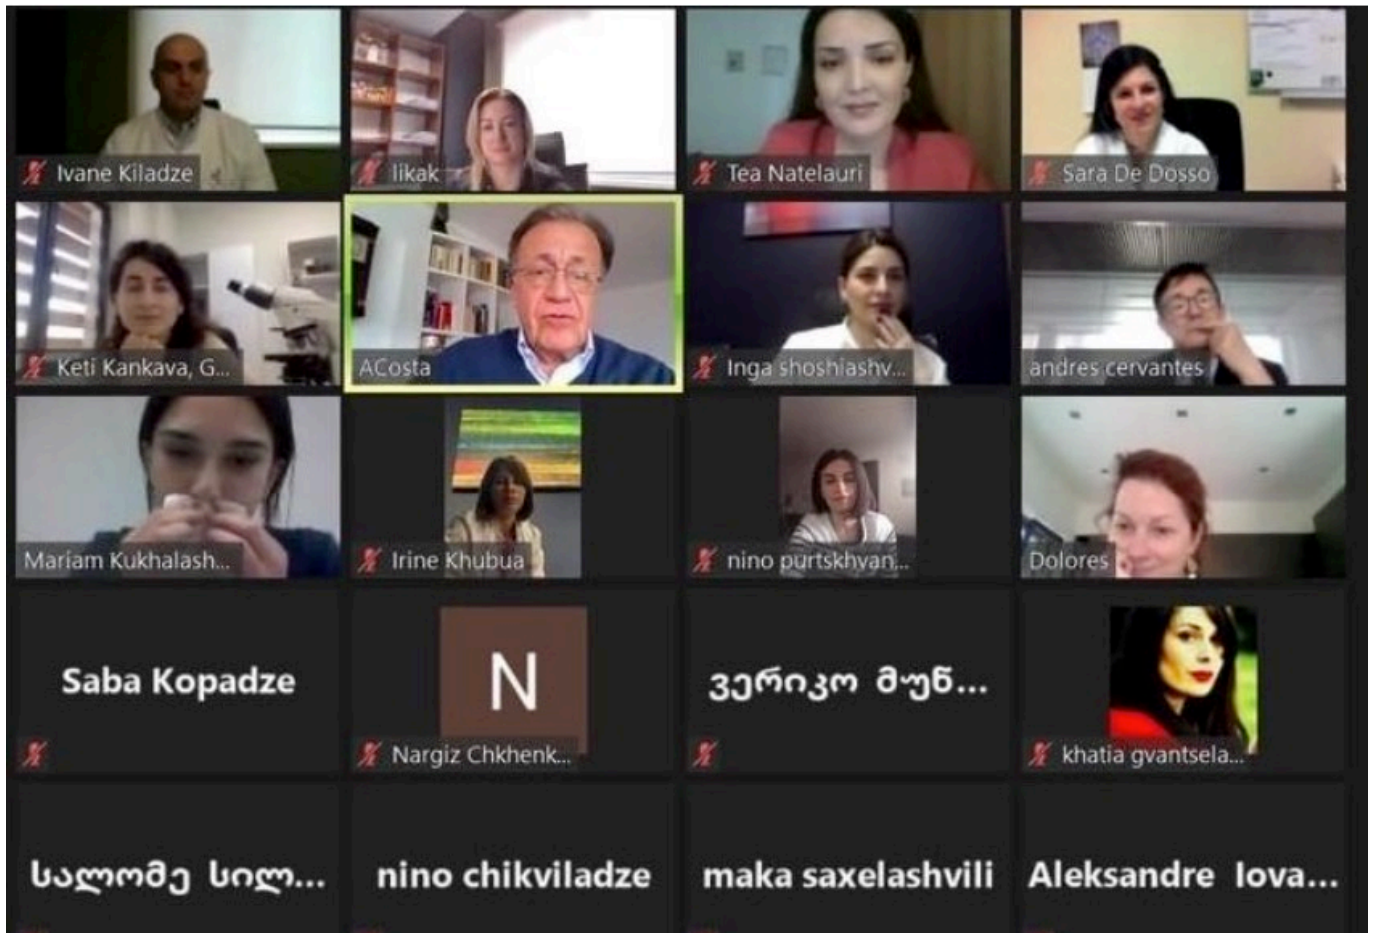 Ivane Kiladze
likak
Tea Natelauri
Sara De Dosso
Keti Kankava, G...
ACosta
Inga shoshiashv...
andres cervantes
Mariam Kukhalash...
Irine Khubua
nino purtskhvan...
Dolores
Saba Kopadze
N
Nargiz Chkhenk...
ვერიკო მუნ...
khatia gvantsela...
სალომე სილ...
nino chikviladze
maka saxelashvili
Aleksandre Iova...